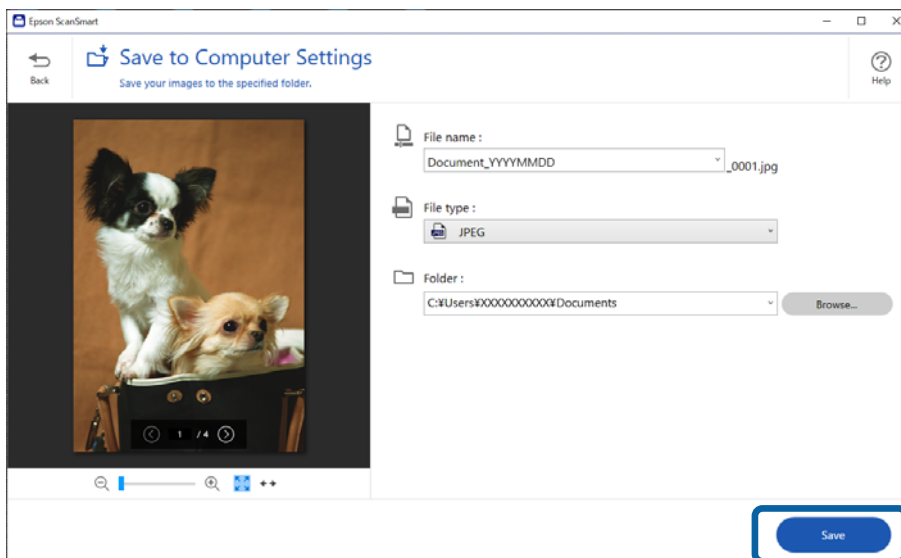 Epson ScanSmart
Back
Save to Computer Settings
Save your images to the specified folder.
Help
File name :
Document_YYYYMMDD
_0001.jpg
File type :
JPEG
Folder :
C:¥Users¥XXXXXXXXXX¥Documents
Browse...
1 / 4
Save